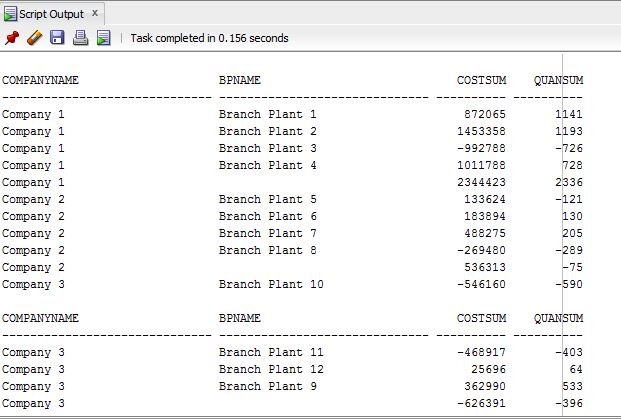 Script Output x
Task completed in 0.156 seconds
COMPANYNAME BPNAME COSTSUM QUANSUM
------------------------------ ------------------------------ ---------- ----------
Company 1 Branch Plant 1 872065 1141
Company 1 Branch Plant 2 1453358 1193
Company 1 Branch Plant 3 -992788 -726
Company 1 Branch Plant 4 1011788 728
Company 1 2344423 2336
Company 2 Branch Plant 5 133624 -121
Company 2 Branch Plant 6 183894 130
Company 2 Branch Plant 7 488275 205
Company 2 Branch Plant 8 -269480 -289
Company 2 536313 -75
Company 3 Branch Plant 10 -546160 -590
COMPANYNAME BPNAME COSTSUM QUANSUM
------------------------------ ------------------------------ ---------- ----------
Company 3 Branch Plant 11 -468917 -403
Company 3 Branch Plant 12 25696 64
Company 3 Branch Plant 9 362990 533
Company 3 -626391 -396